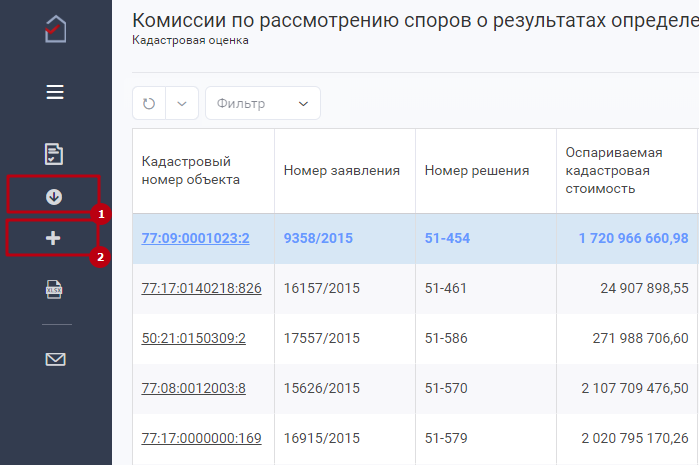 Комиссии по рассмотрению споров о результатах определе
Кадастровая оценка
Фильтр
Кадастровый номер объекта Номер заявления Номер решения Оспариваемая кадастровая стоимость
1
77:09:0001023:2 9358/2015 51-454 1 720 966 660,98
2
77:17:0140218:826 16157/2015 51-461 24 907 898,55
XLSX
50:21:0150309:2 17557/2015 51-586 271 988 706,60
77:08:0012003:8 15626/2015 51-570 2 107 709 476,50
77:17:0000000:169 16915/2015 51-579 2 020 795 170,26